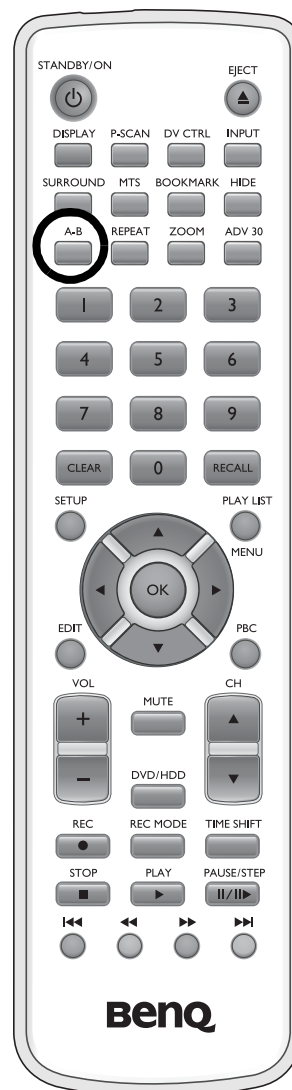 STANDBY/ON EJECT
DISPLAY P-SCAN DV CTRL INPUT
SURROUND MTS BOOKMARK HIDE
A-B REPEAT ZOOM ADV 30
1 2 3
4 5 6
7 8 9
CLEAR 0 RECALL
SETUP PLAY LIST
MENU
OK
EDIT PBC
VOL CH
+ MUTE
−
DVD/HDD
REC REC MODE TIME SHIFT
STOP PLAY PAUSE/STEP
BenQ